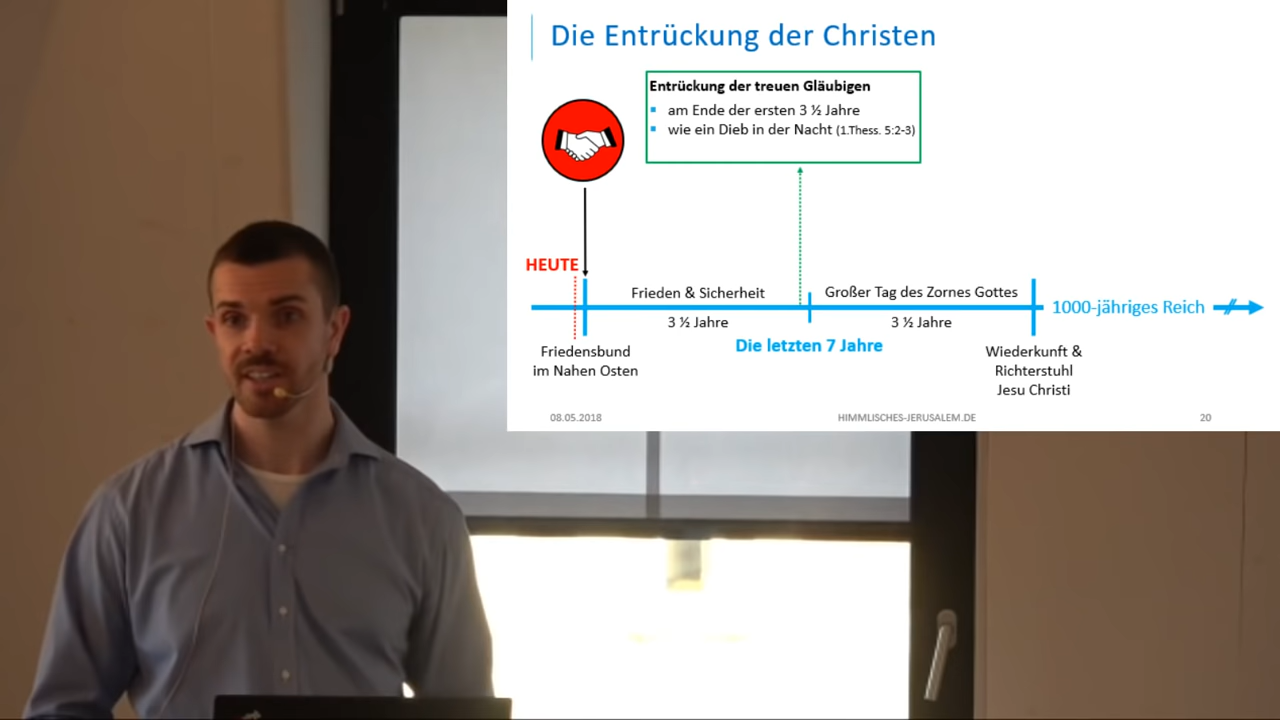 Die Entrückung der Christen
Entrückung der treuen Gläubigen
am Ende der ersten 3 ½ Jahre
wie ein Dieb in der Nacht (1.Thess. 5:2-3)
HEUTE
Frieden & Sicherheit
Großer Tag des Zornes Gottes
1000-jähriges Reich
3 ½ Jahre
3 ½ Jahre
Die letzten 7 Jahre
Friedensbund
im Nahen Osten
Wiederkunft &
Richterstuhl
Jesu Christi
08.05.2018
HIMMLISCHES-JERUSALEM.DE
20